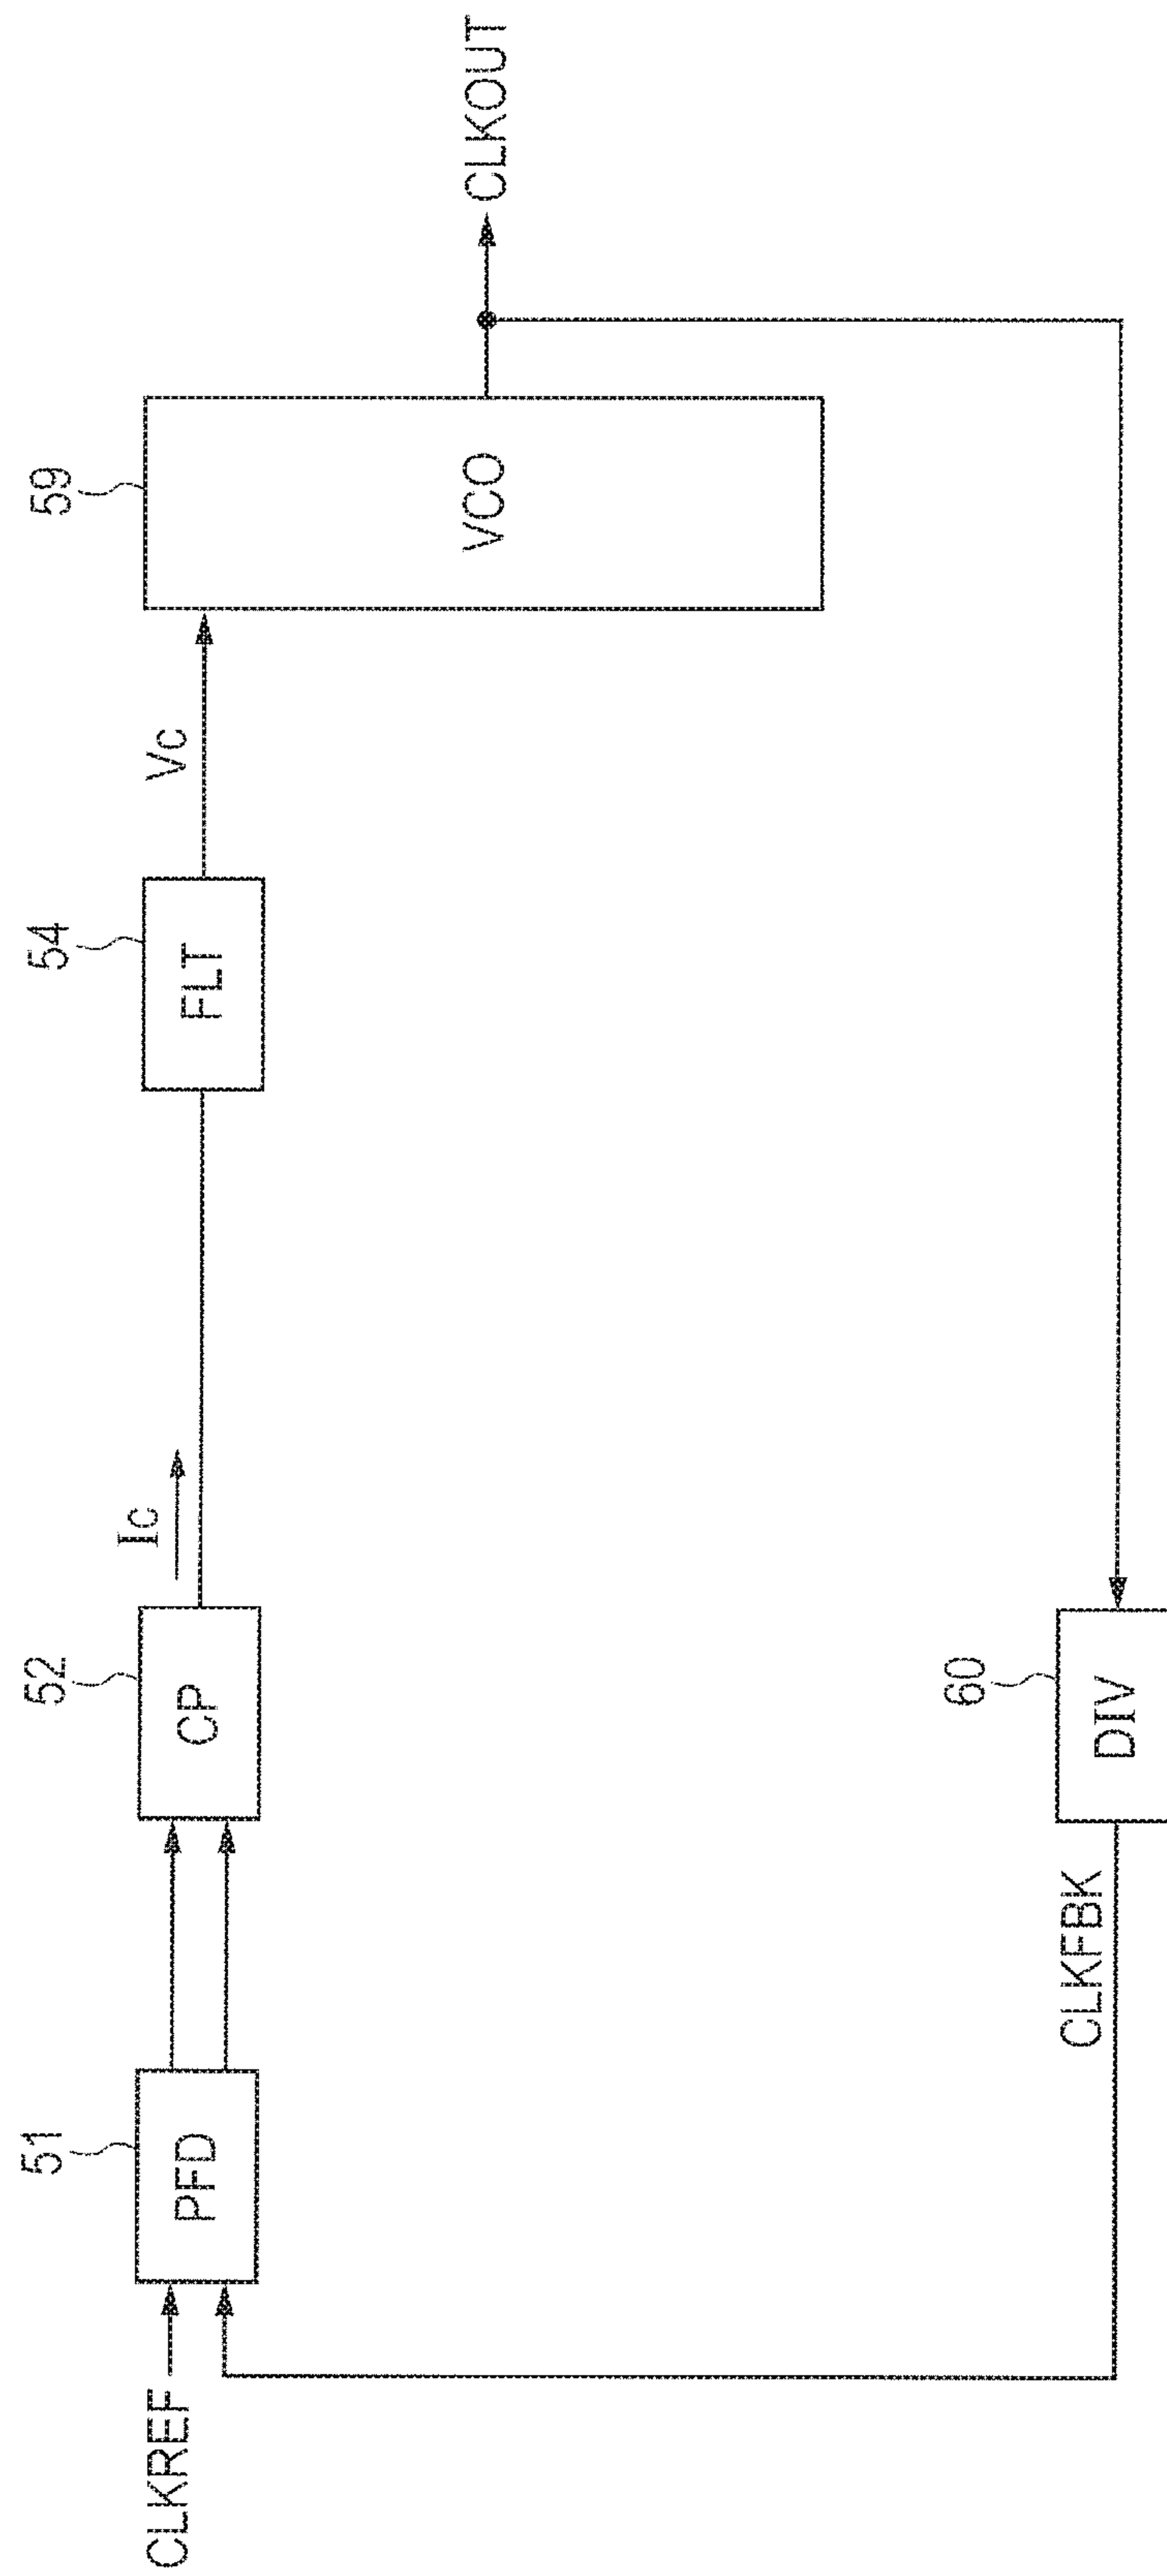 51
52
54
59
CLKREF
PFD
CP
Ic
FLT
Vc
VCO
CLKOUT
60
CLKFBK
DIV